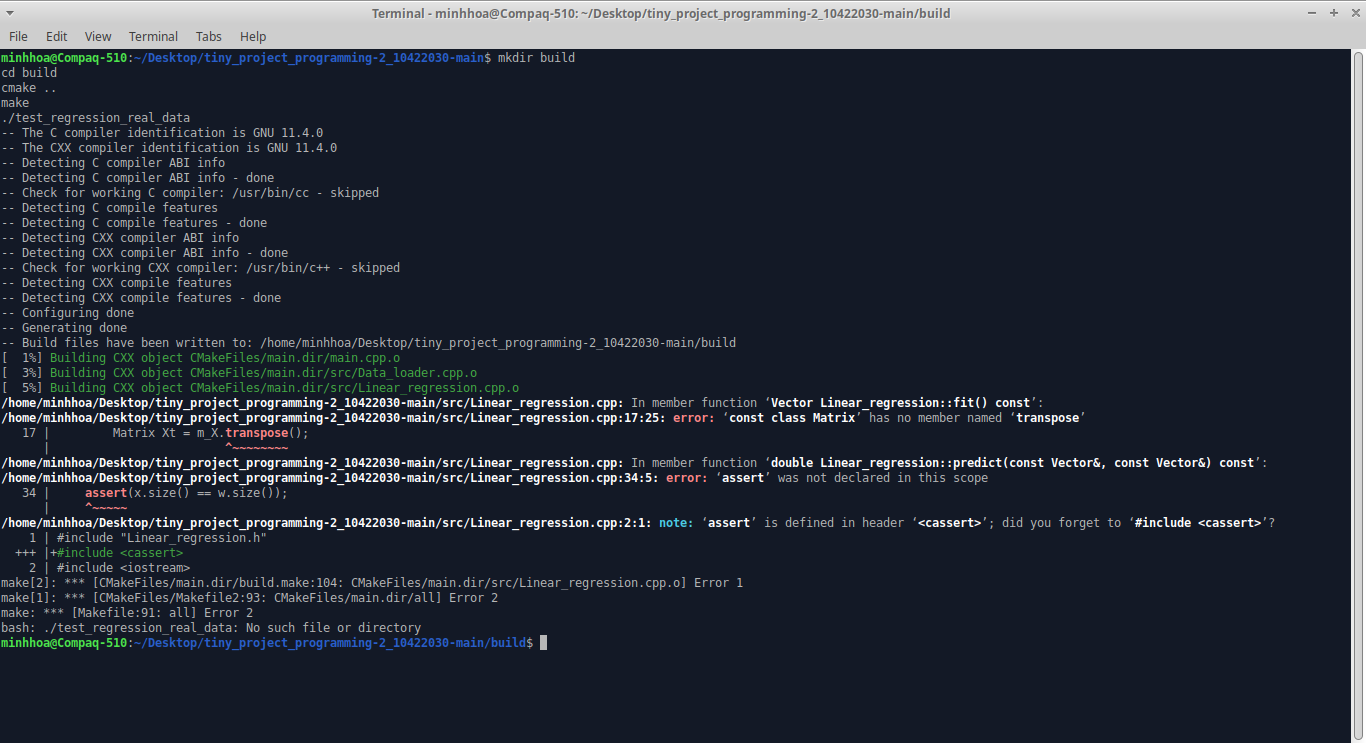 Terminal - minhhoa@Compaq-510: ~/Desktop/tiny_project_programming-2_10422030-main/build
File Edit View Terminal Tabs Help
minhhoa@Compaq-510:~/Desktop/tiny_project_programming-2_10422030-main$ mkdir build
cd build
cmake ..
make
./test_regression_real_data
-- The C compiler identification is GNU 11.4.0
-- The CXX compiler identification is GNU 11.4.0
-- Detecting C compiler ABI info
-- Detecting C compiler ABI info - done
-- Check for working C compiler: /usr/bin/cc - skipped
-- Detecting C compile features
-- Detecting C compile features - done
-- Detecting CXX compiler ABI info
-- Detecting CXX compiler ABI info - done
-- Check for working CXX compiler: /usr/bin/c++ - skipped
-- Detecting CXX compile features
-- Detecting CXX compile features - done
-- Configuring done
-- Generating done
-- Build files have been written to: /home/minhhoa/Desktop/tiny_project_programming-2_10422030-main/build
[  1%] Building CXX object CMakeFiles/main.dir/main.cpp.o
[  3%] Building CXX object CMakeFiles/main.dir/src/Data_loader.cpp.o
[  5%] Building CXX object CMakeFiles/main.dir/src/Linear_regression.cpp.o
/home/minhhoa/Desktop/tiny_project_programming-2_10422030-main/src/Linear_regression.cpp: In member function ‘Vector Linear_regression::fit() const’:
/home/minhhoa/Desktop/tiny_project_programming-2_10422030-main/src/Linear_regression.cpp:17:25: error: ‘const class Matrix’ has no member named ‘transpose’
   17 |         Matrix Xt = m_X.transpose();
      |                         ^~~~~~~~~
/home/minhhoa/Desktop/tiny_project_programming-2_10422030-main/src/Linear_regression.cpp: In member function ‘double Linear_regression::predict(const Vector&, const Vector&) const’:
/home/minhhoa/Desktop/tiny_project_programming-2_10422030-main/src/Linear_regression.cpp:34:5: error: ‘assert’ was not declared in this scope
   34 |     assert(x.size() == w.size());
      |     ^~~~~~
/home/minhhoa/Desktop/tiny_project_programming-2_10422030-main/src/Linear_regression.cpp:2:1: note: ‘assert’ is defined in header ‘<cassert>’; did you forget to ‘#include <cassert>’?
    1 | #include "Linear_regression.h"
  +++ |+#include <cassert>
    2 | #include <iostream>
make[2]: *** [CMakeFiles/main.dir/build.make:104: CMakeFiles/main.dir/src/Linear_regression.cpp.o] Error 1
make[1]: *** [CMakeFiles/Makefile2:93: CMakeFiles/main.dir/all] Error 2
make: *** [Makefile:91: all] Error 2
bash: ./test_regression_real_data: No such file or directory
minhhoa@Compaq-510:~/Desktop/tiny_project_programming-2_10422030-main/build$